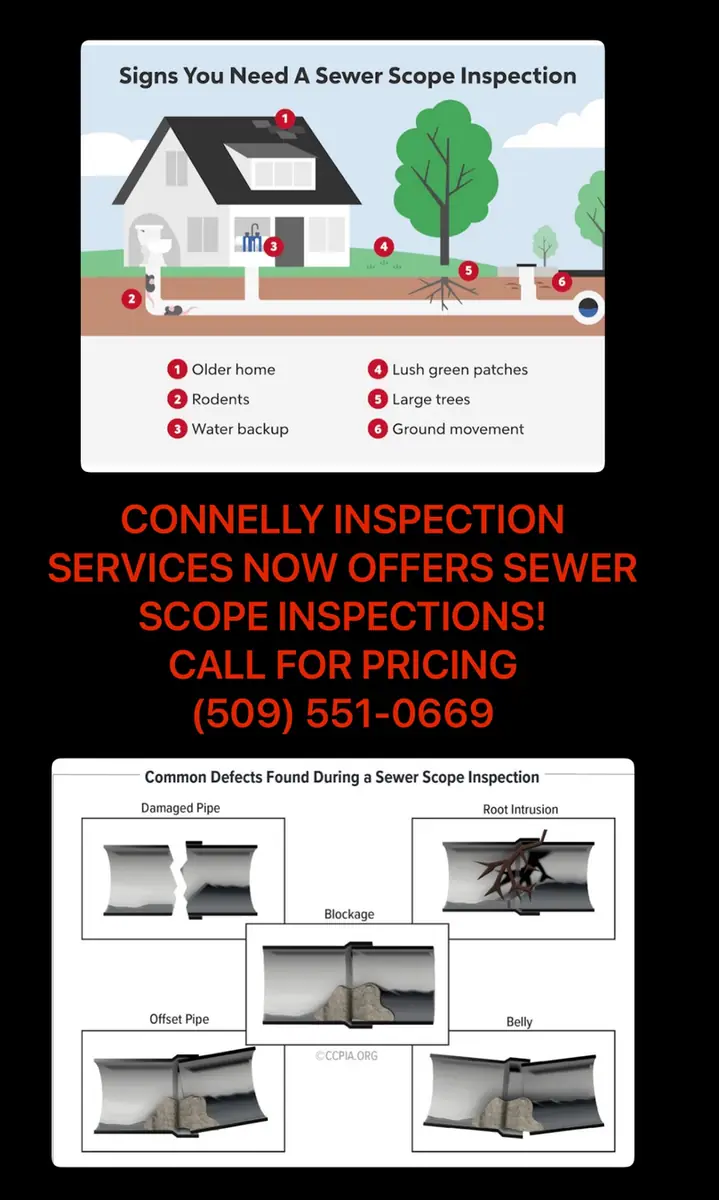 Signs You Need A Sewer Scope Inspection
1
2
3
4
5
6
1 Older home
2 Rodents
3 Water backup
4 Lush green patches
5 Large trees
6 Ground movement
CONNELLY INSPECTION
SERVICES NOW OFFERS SEWER
SCOPE INSPECTIONS!
CALL FOR PRICING
(509) 551-0669
Common Defects Found During a Sewer Scope Inspection
Damaged Pipe
Root Intrusion
Blockage
Offset Pipe
Belly
©CCPIA.ORG